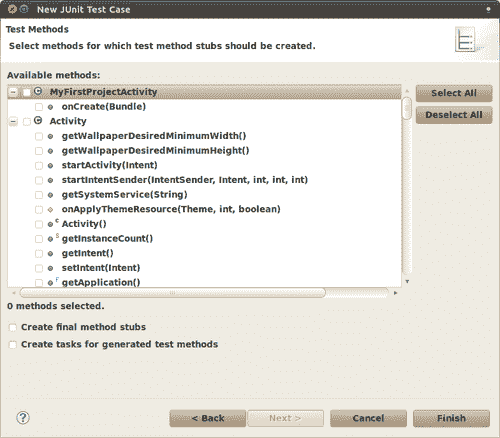 New JUnit Test Case
Test Methods
Select methods for which test method stubs should be created.
Available methods:
MyFirstProjectActivity
onCreate(Bundle)
Activity
getWallpaperDesiredMinimumWidth()
getWallpaperDesiredMinimumHeight()
startActivity(Intent)
startIntentSender(IntentSender, Intent, int, int, int)
getSystemService(String)
onApplyThemeResource(Theme, int, boolean)
c Activity()
S getInstanceCount()
getIntent()
setIntent(Intent)
F getApplication()
Select All
Deselect All
0 methods selected.
Create final method stubs
Create tasks for generated test methods
? < Back Next > Cancel Finish